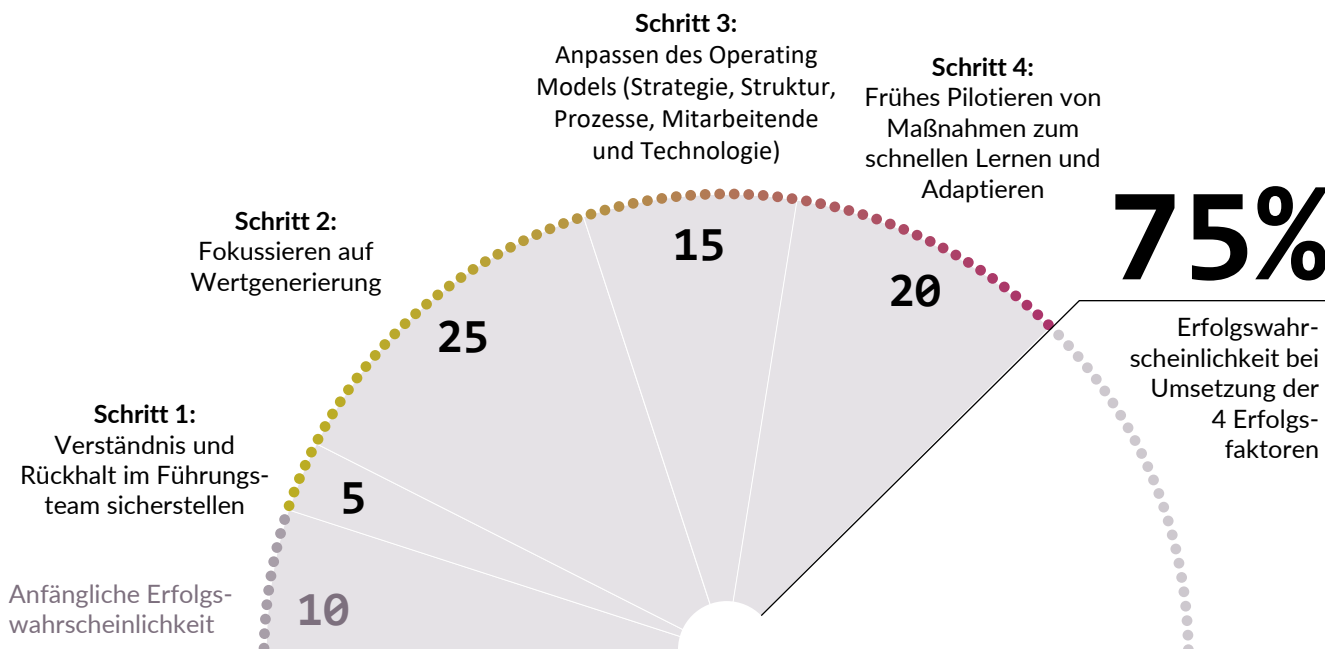 Schritt 3:
Anpassen des Operating
Models (Strategie, Struktur,
Prozesse, Mitarbeitende
und Technologie)
Schritt 4:
Frühes Pilotieren von
Maßnahmen zum
schnellen Lernen und
Adaptieren
75%
Schritt 2:
Fokussieren auf
Wertgenerierung
15
20
25
Erfolgswahr-
scheinlichkeit bei
Umsetzung der
4 Erfolgs-
faktoren
Schritt 1:
Verständnis und
Rückhalt im Führungs-
team sicherstellen
5
Anfängliche Erfolgs-
wahrscheinlichkeit
10